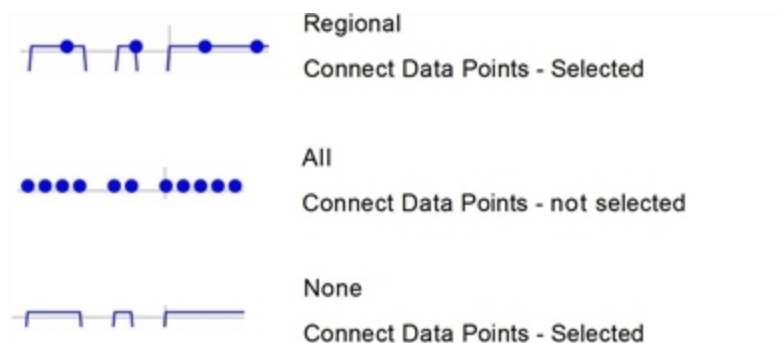 Regional
Connect Data Points - Selected
All
Connect Data Points - not selected
None
Connect Data Points - Selected